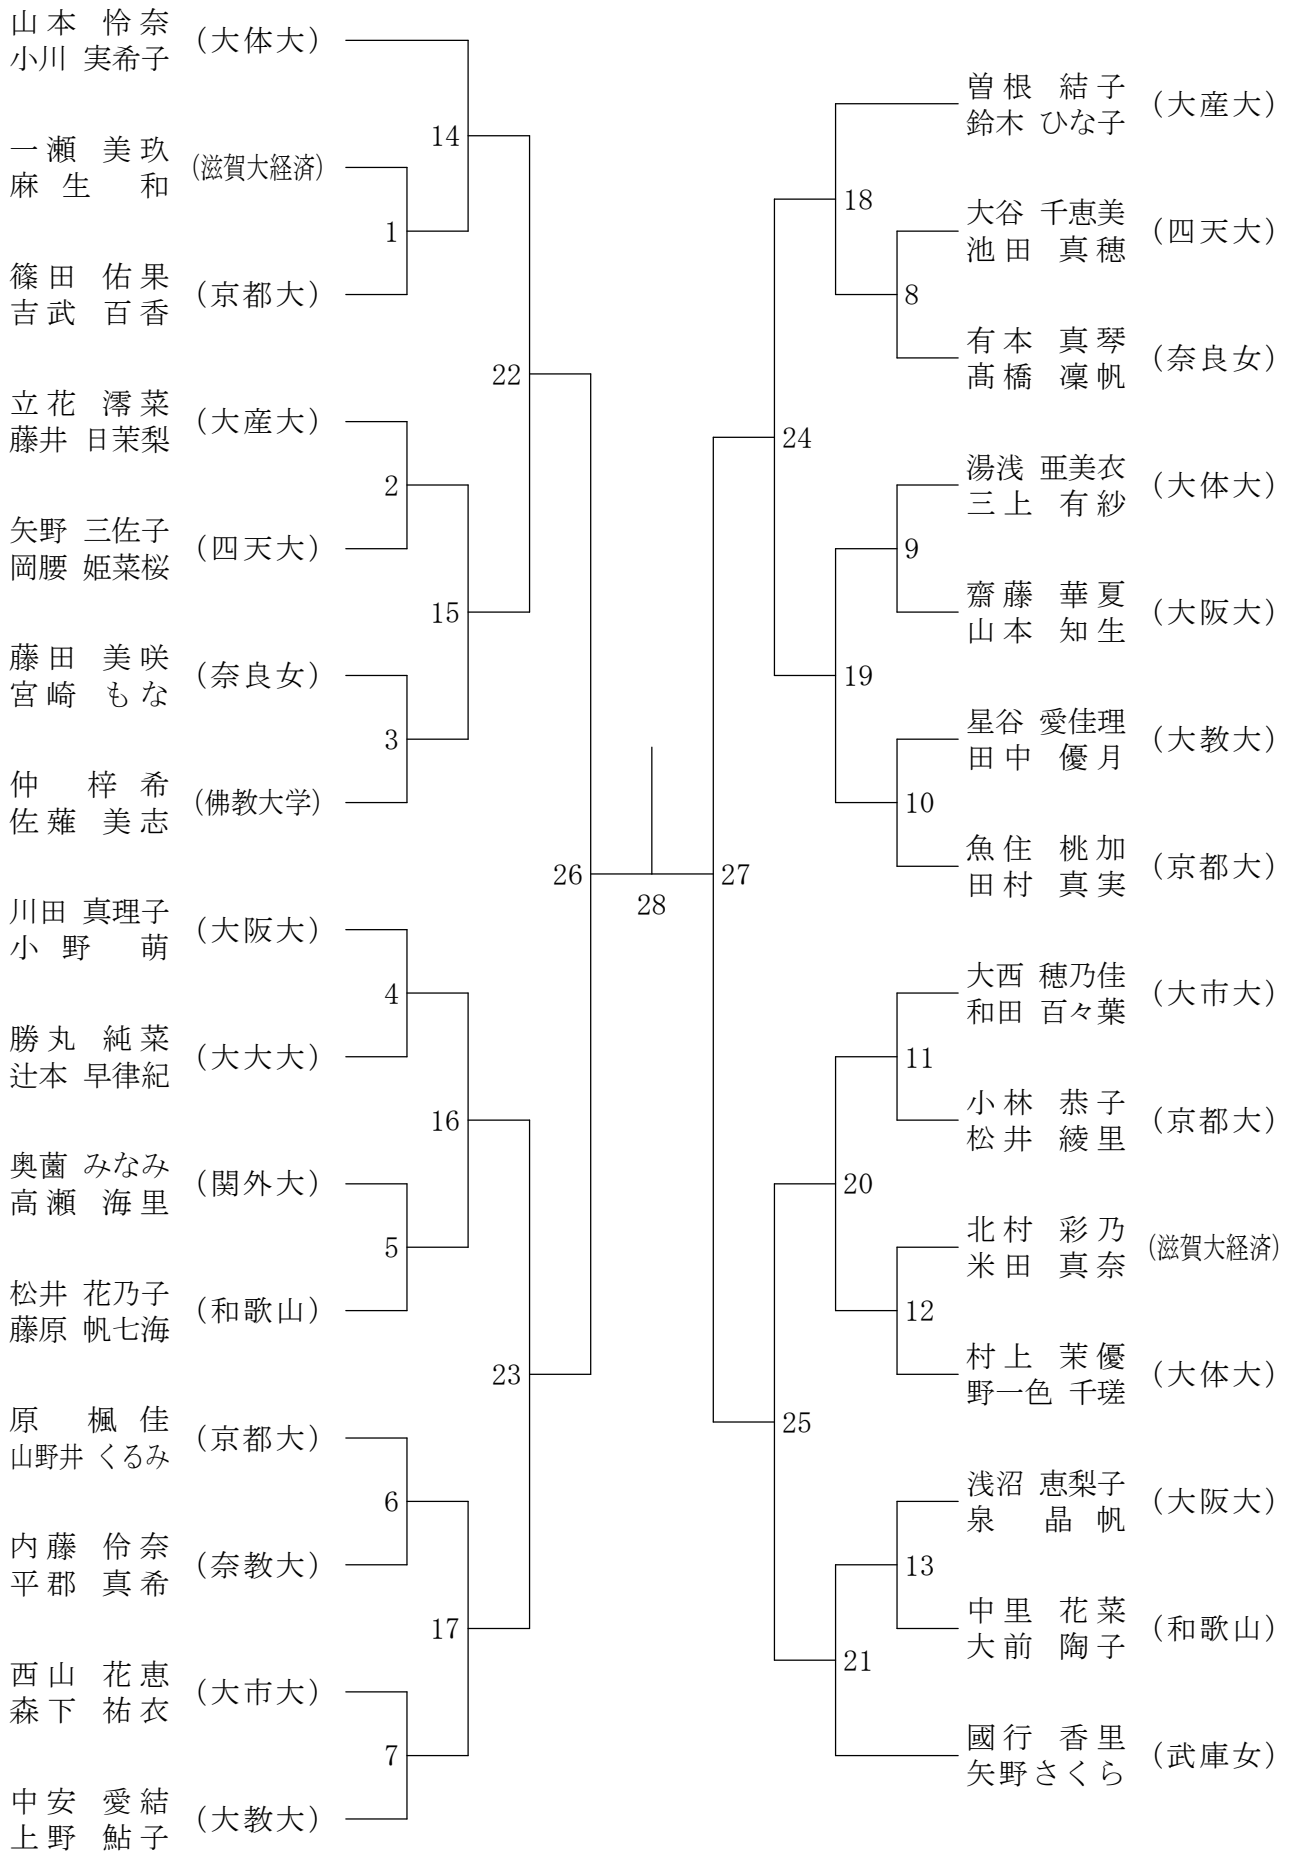 山本 怜奈
小川 実希子
(大体大)
14
一瀬 美玖
麻生 和
(滋賀大経済)
1
篠田 佑果
吉武 百香
(京都大)
22
立花 澪菜
藤井 日茉梨
(大産大)
2
矢野 三佐子
岡腰 姫菜桜
(四天大)
15
藤田 美咲
宮崎 もな
(奈良女)
3
仲 梓希
佐薙 美志
(佛教大学)
26
川田 真理子
小野 萌
(大阪大)
4
勝丸 純菜
辻本 早律紀
(大大大)
16
奥薗 みなみ
高瀬 海里
(関外大)
5
松井 花乃子
藤原 帆七海
(和歌山)
23
原 楓佳
山野井 くるみ
(京都大)
6
内藤 伶奈
平郡 真希
(奈教大)
17
西山 花恵
森下 祐衣
(大市大)
7
中安 愛結
上野 鮎子
(大教大)
28
曽根 結子
鈴木 ひな子
(大産大)
18
大谷 千恵美
池田 真穂
(四天大)
8
有本 真琴
髙橋 凜帆
(奈良女)
24
湯浅 亜美衣
三上 有紗
(大体大)
9
齋藤 華夏
山本 知生
(大阪大)
19
星谷 愛佳理
田中 優月
(大教大)
10
魚住 桃加
田村 真実
(京都大)
27
大西 穂乃佳
和田 百々葉
(大市大)
11
小林 恭子
松井 綾里
(京都大)
20
北村 彩乃
米田 真奈
(滋賀大経済)
12
村上 茉優
野一色 千瑳
(大体大)
25
浅沼 恵梨子
泉 晶帆
(大阪大)
13
中里 花菜
大前 陶子
(和歌山)
21
國行 香里
矢野さくら
(武庫女)